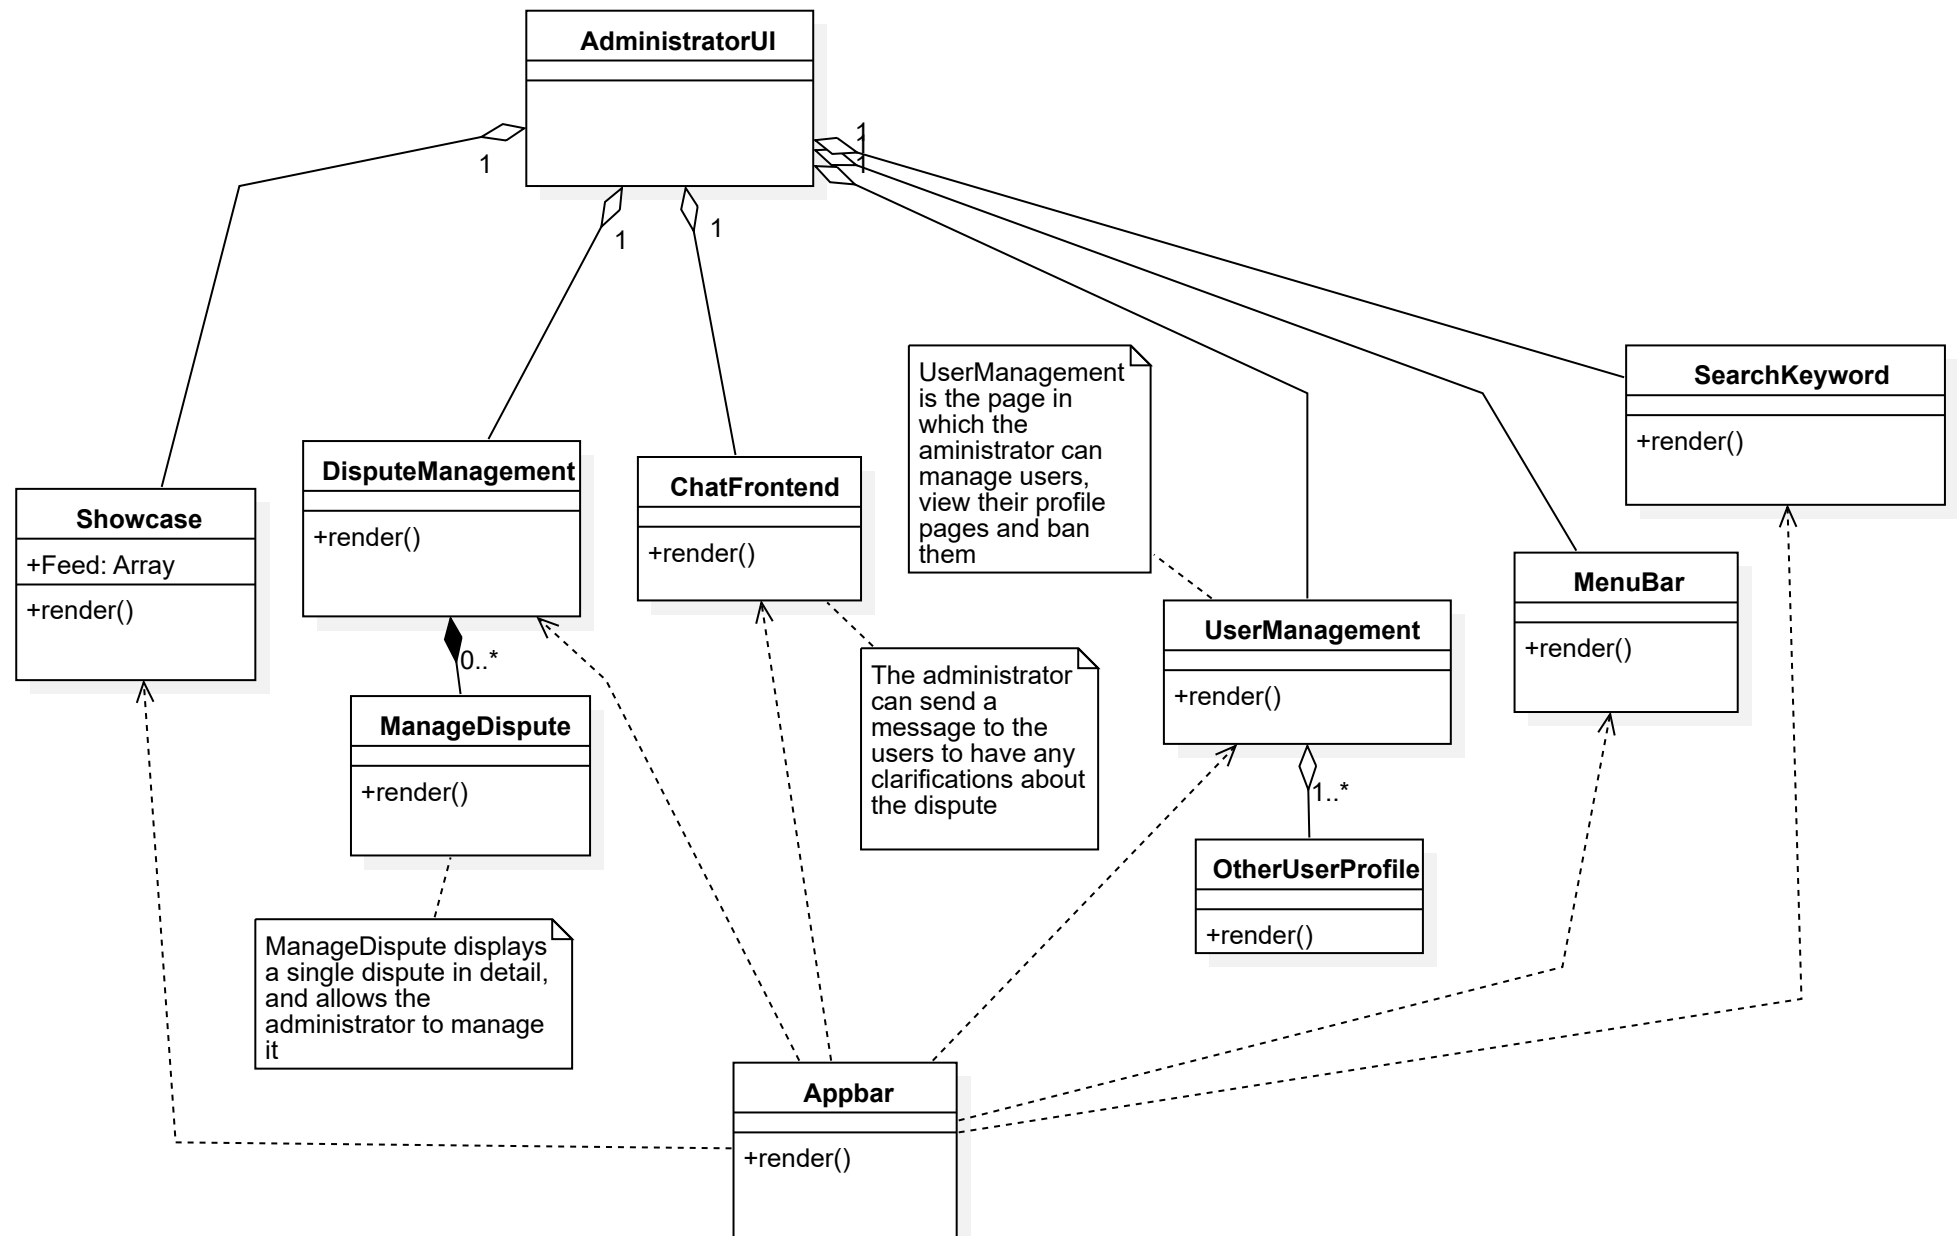 AdministratorUI
1
1
1
1
1
1
UserManagement
is the page in
which the
aministrator can
manage users,
view their profile
pages and ban
them
SearchKeyword
+render()
DisputeManagement
+render()
ChatFrontend
+render()
Showcase
+Feed: Array
+render()
MenuBar
+render()
UserManagement
+render()
0..*
The administrator
can send a
message to the
users to have any
clarifications about
the dispute
ManageDispute
+render()
1..*
OtherUserProfile
+render()
ManageDispute displays
a single dispute in detail,
and allows the
administrator to manage
it
Appbar
+render()